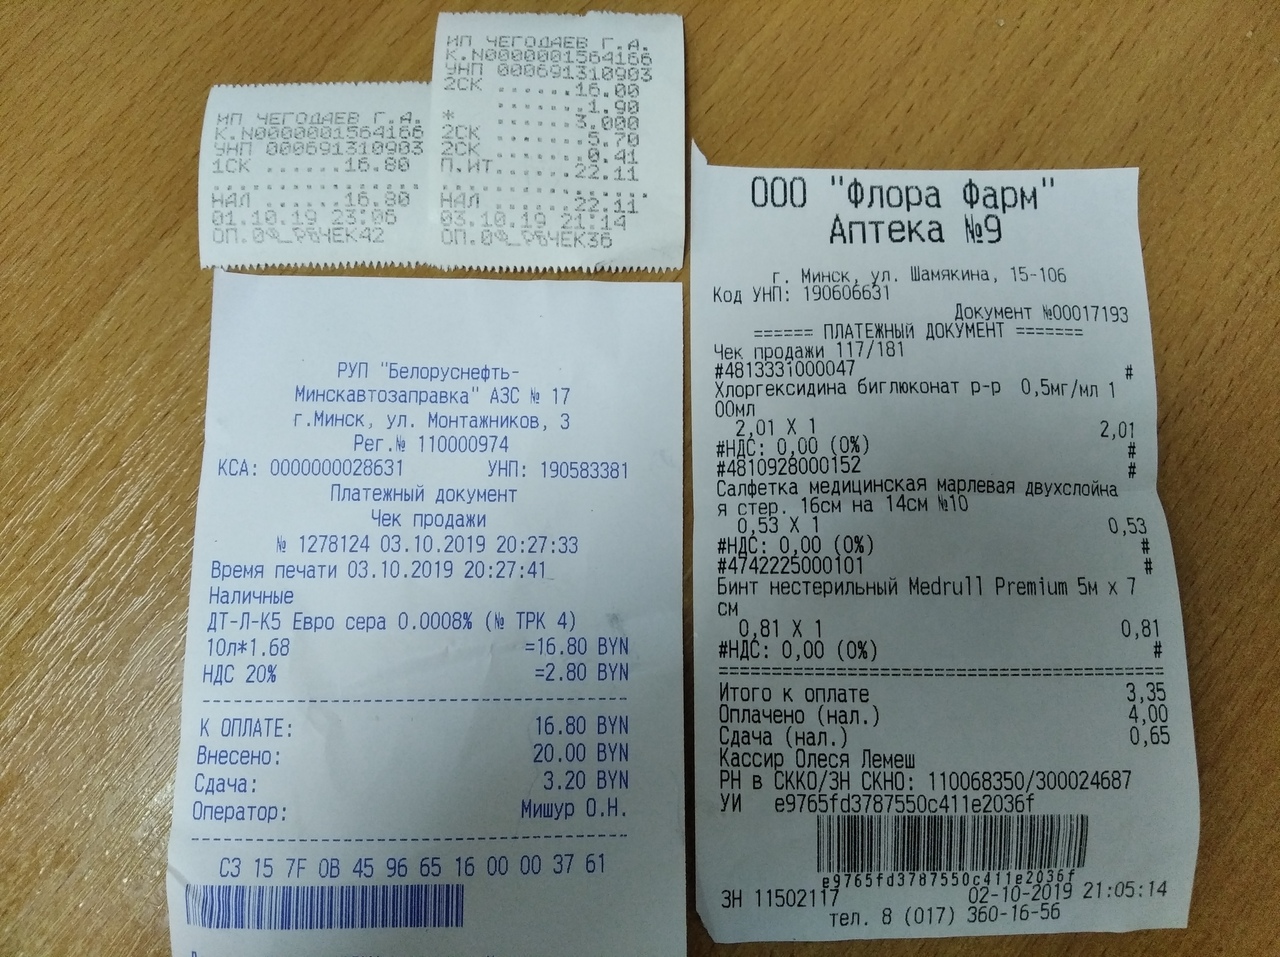 ИП ЧЕГОДАЕВ Г.А.
К.N0000001564166
УНП 000691310903
1СК ......16.80
НАЛ ......16.80
01.10.19 23:06
ЧЕК42
ИП ЧЕГОДАЕВ Г.А.
К.N0000001564166
УНП 000691310903
2СК ......16.00
......1.90
* ......3.000
2СК ......5.70
2СК ......0.41
П.ИТ......22.11
НАЛ ......22.11
03.10.19 21:14
ЧЕК36
РУП "Белоруснефть-
Минскавтозаправка" АЗС № 17
г.Минск, ул. Монтажников, 3
Рег.№ 110000974
КСА: 0000000028631 УНП: 190583381
Платежный документ
Чек продажи
№ 1278124 03.10.2019 20:27:33
Время печати 03.10.2019 20:27:41
Наличные
ДТ-Л-К5 Евро сера 0.0008% (№ ТРК 4)
10л*1.68 =16.80 BYN
НДС 20% =2.80 BYN
К ОПЛАТЕ: 16.80 BYN
Внесено: 20.00 BYN
Сдача: 3.20 BYN
Оператор: Мишур О.Н.
C3 15 7F 0B 45 96 65 16 00 00 37 61
ООО "Флора Фарм"
Аптека №9
г. Минск, ул. Шамякина, 15-106
Код УНП: 190606631
Документ №00017193
====== ПЛАТЕЖНЫЙ ДОКУМЕНТ =======
Чек продажи 117/181
#4813331000047 #
Хлоргексидина биглюконат р-р 0,5мг/мл 1
00мл
2,01 X 1 2,01
#НДС: 0,00 (0%) #
#4810928000152 #
Салфетка медицинская марлевая двухслойна
я стер. 16см на 14см №10
0,53 X 1 0,53
#НДС: 0,00 (0%) #
#4742225000101 #
Бинт нестерильный Medrull Premium 5м x 7
см
0,81 X 1 0,81
#НДС: 0,00 (0%) #
Итого к оплате 3,35
Оплачено (нал.) 4,00
Сдача (нал.) 0,65
Кассир Олеся Лемеш
РН в СККО/ЗН СКНО: 110068350/300024687
УИ e9765fd3787550c411e2036f
e9765fd3787550c411e2036f
ЗН 11502117 02-10-2019 21:05:14
тел. 8 (017) 360-16-56